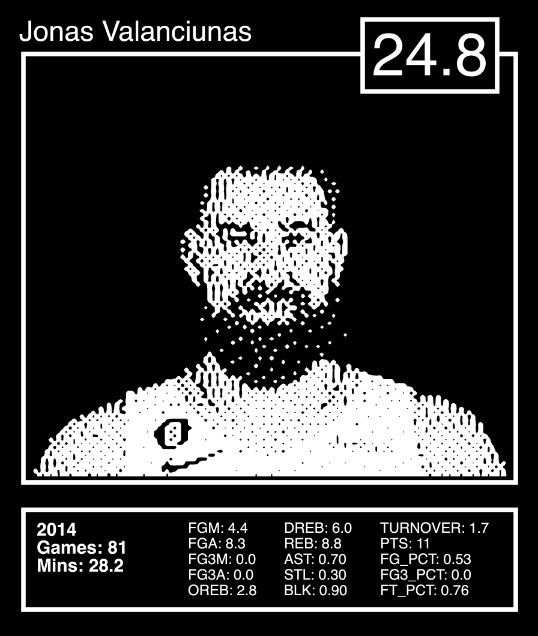 Jonas Valanciunas
24.8
2014
Games: 81
Mins: 28.2
FGM: 4.4
FGA: 8.3
FG3M: 0.0
FG3A: 0.0
OREB: 2.8
DREB: 6.0
REB: 8.8
AST: 0.70
STL: 0.30
BLK: 0.90
TURNOVER: 1.7
PTS: 11
FG_PCT: 0.53
FG3_PCT: 0.0
FT_PCT: 0.76